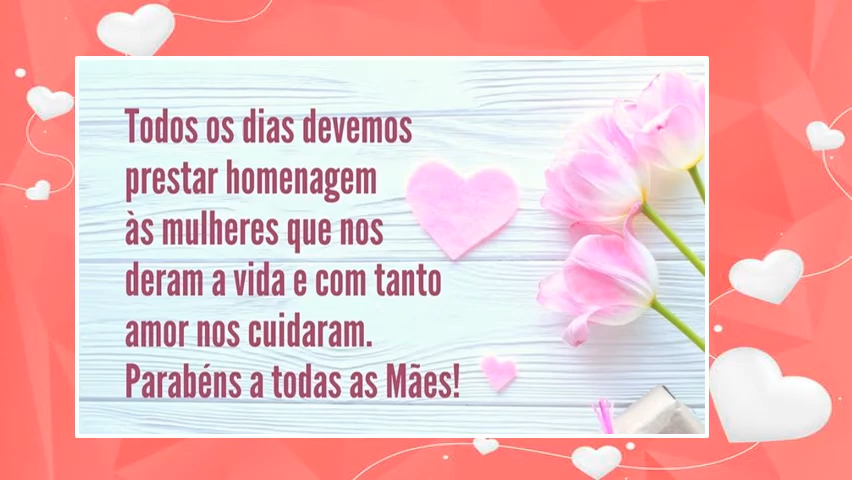 Todos os dias devemos
prestar homenagem
às mulheres que nos
deram a vida e com tanto
amor nos cuidaram.
Parabéns a todas as Mães!